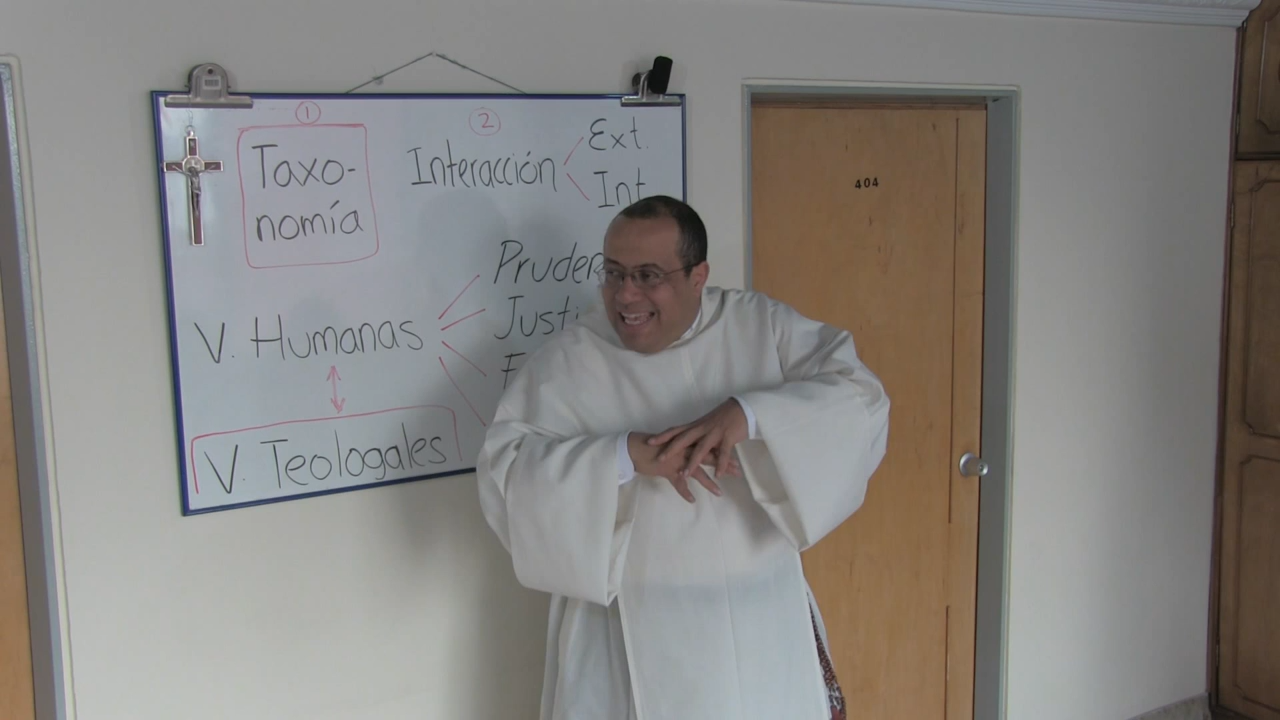 ①
Taxo-
nomía
②
Interacción
Ext.
Int
V. Humanas
V. Teologales
404